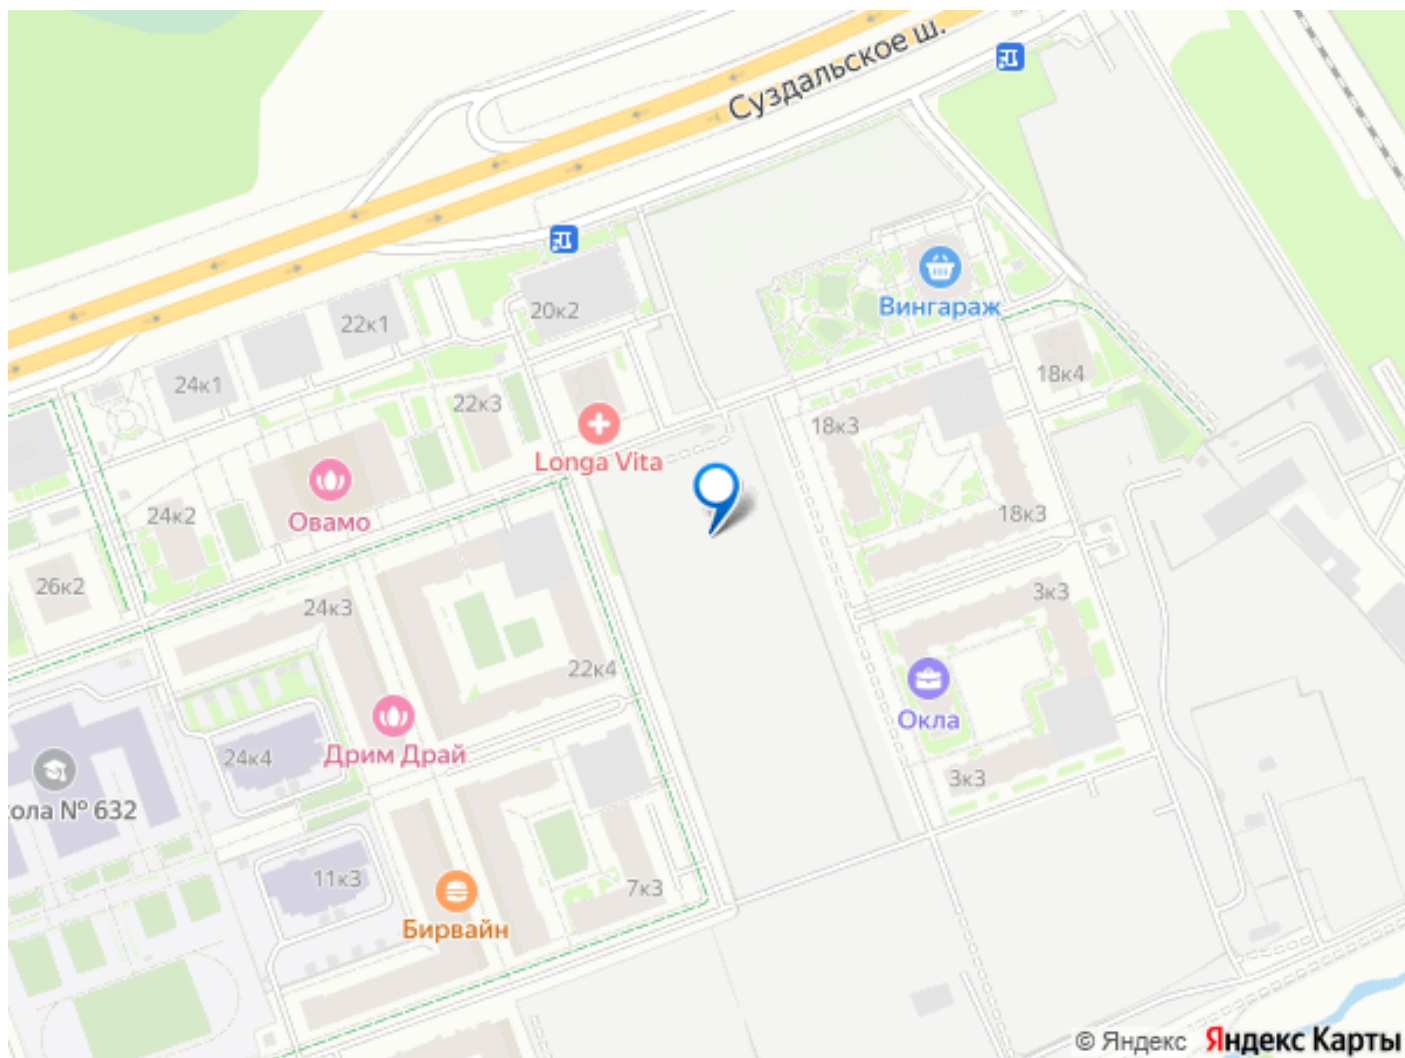 Суздальское ш.
Вингараж
20к2
22к1
24к1
18к4
22к3
18к3
Longa Vita
Овамо
24к2
18к3
26к2
24к3
3к3
22к4
Окла
Дрим Драй
24к4
3к3
ола № 632
11к3
7к3
Бирвайн
© Яндекс Яндекс Карты